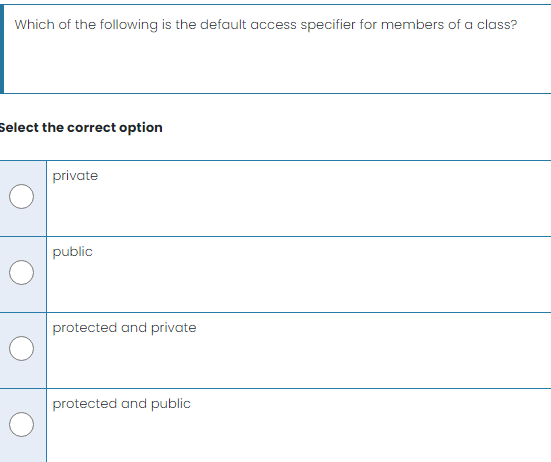 Which of the following is the default access specifier for members of a class?
Select the correct option
private
public
protected and private
protected and public